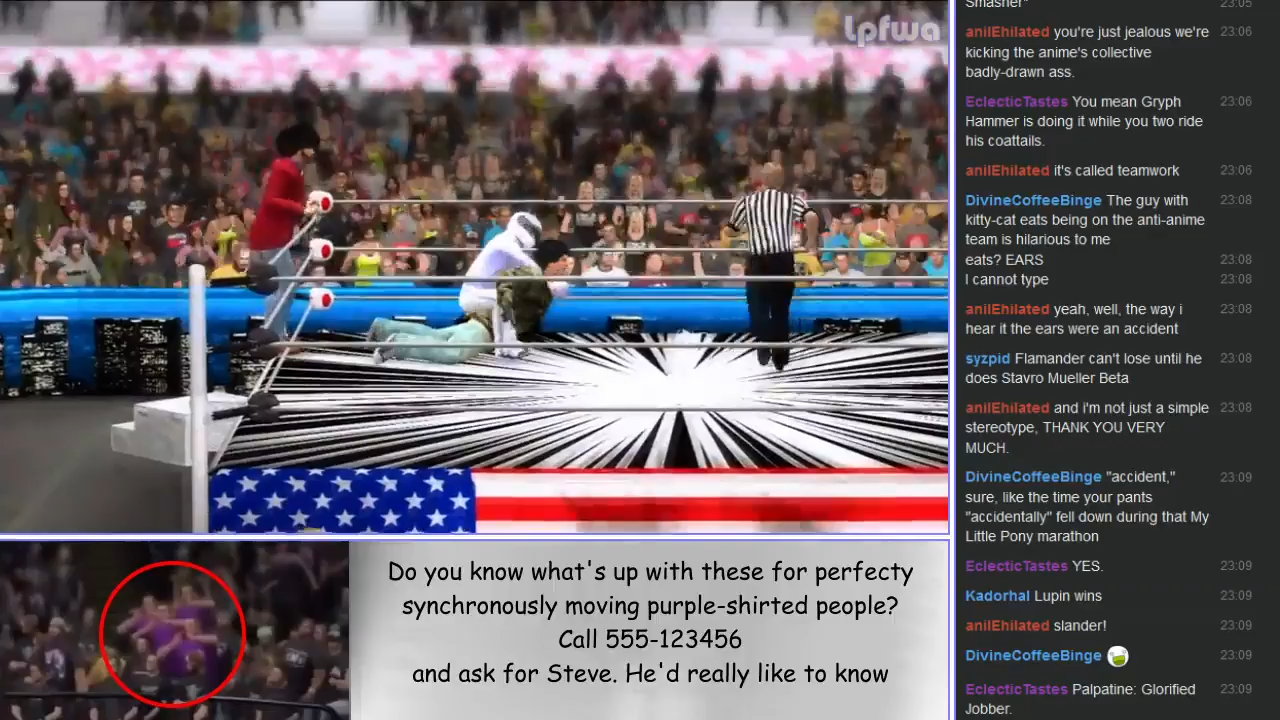 lpfwa
Smasher"
23:05
anilEhilated you're just jealous we're 23:06
kicking the anime's collective
badly-drawn ass.
EclecticTastes You mean Gryph 23:06
Hammer is doing it while you two ride
his coattails.
anilEhilated it's called teamwork 23:06
DivineCoffeeBinge The guy with 23:08
kitty-cat eats being on the anti-anime
team is hilarious to me
eats? EARS 23:08
I cannot type 23:08
anilEhilated yeah, well, the way i 23:08
hear it the ears were an accident
syzpid Flamander can't lose until he 23:08
does Stavro Mueller Beta
anilEhilated and i'm not just a simple 23:08
stereotype, THANK YOU VERY
MUCH.
DivineCoffeeBinge "accident," 23:09
sure, like the time your pants
"accidentally" fell down during that My
Little Pony marathon
EclecticTastes YES. 23:09
Kadorhal Lupin wins 23:09
anilEhilated slander! 23:09
DivineCoffeeBinge 23:09
EclecticTastes Palpatine: Glorified 23:09
Jobber.
Do you know what's up with these for perfecty
synchronously moving purple-shirted people?
Call 555-123456
and ask for Steve. He'd really like to know